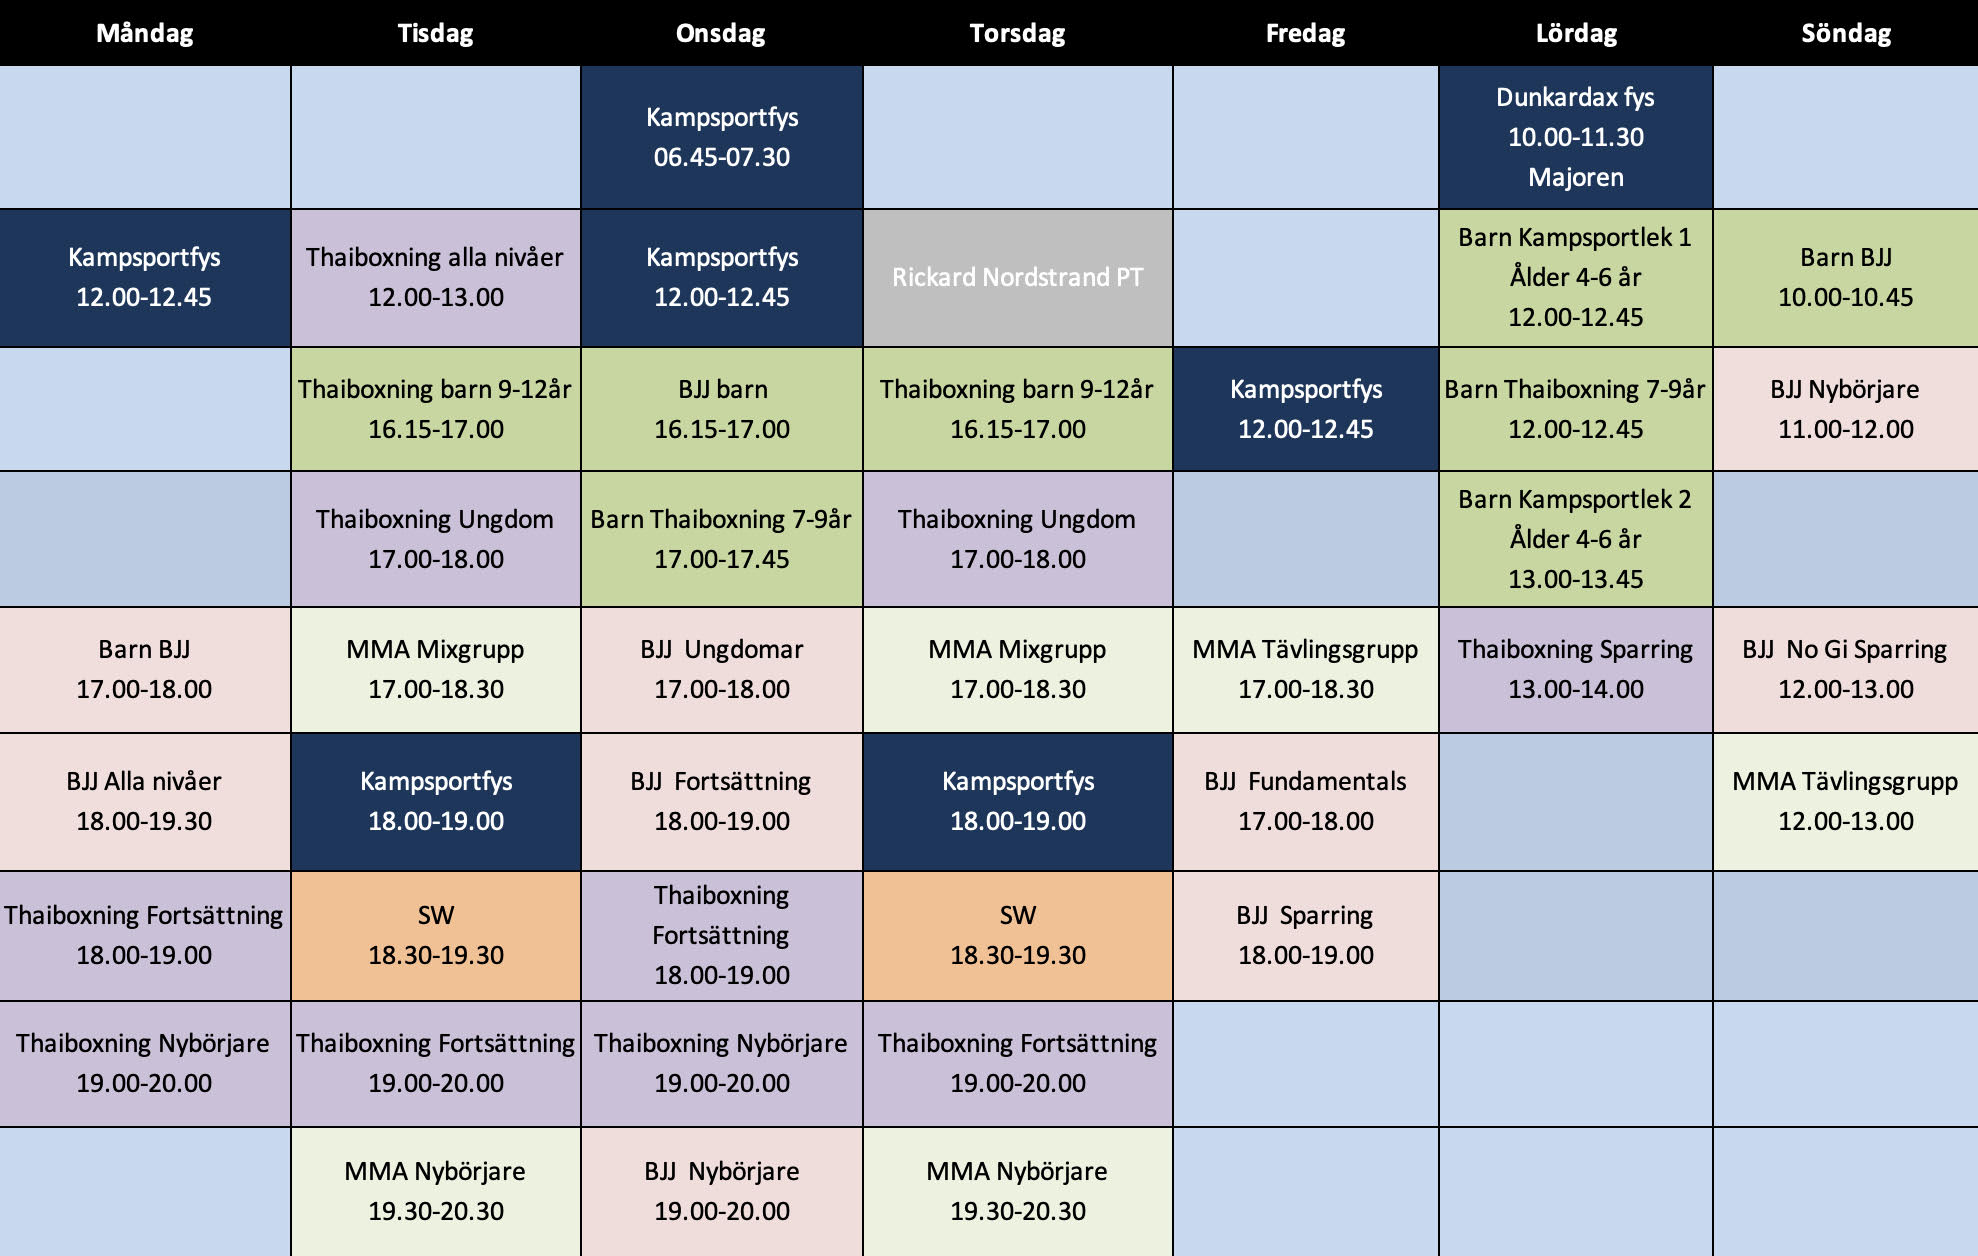 Måndag Tisdag Onsdag Torsdag Fredag Lördag Söndag
Kampsportfys
06.45-07.30
Dunkardax fys
10.00-11.30
Majoren
Kampsportfys
12.00-12.45
Thaiboxning alla nivåer
12.00-13.00
Kampsportfys
12.00-12.45
Rickard Nordstrand PT
Barn Kampsportlek 1
Ålder 4-6 år
12.00-12.45
Barn BJJ
10.00-10.45
Thaiboxning barn 9-12år
16.15-17.00
BJJ barn
16.15-17.00
Thaiboxning barn 9-12år
16.15-17.00
Kampsportfys
12.00-12.45
Barn Thaiboxning 7-9år
12.00-12.45
BJJ Nybörjare
11.00-12.00
Thaiboxning Ungdom
17.00-18.00
Barn Thaiboxning 7-9år
17.00-17.45
Thaiboxning Ungdom
17.00-18.00
Barn Kampsportlek 2
Ålder 4-6 år
13.00-13.45
Barn BJJ
17.00-18.00
MMA Mixgrupp
17.00-18.30
BJJ  Ungdomar
17.00-18.00
MMA Mixgrupp
17.00-18.30
MMA Tävlingsgrupp
17.00-18.30
Thaiboxning Sparring
13.00-14.00
BJJ  No Gi Sparring
12.00-13.00
BJJ Alla nivåer
18.00-19.30
Kampsportfys
18.00-19.00
BJJ  Fortsättning
18.00-19.00
Kampsportfys
18.00-19.00
BJJ  Fundamentals
17.00-18.00
MMA Tävlingsgrupp
12.00-13.00
Thaiboxning Fortsättning
18.00-19.00
SW
18.30-19.30
Thaiboxning
Fortsättning
18.00-19.00
SW
18.30-19.30
BJJ  Sparring
18.00-19.00
Thaiboxning Nybörjare
19.00-20.00
Thaiboxning Fortsättning
19.00-20.00
Thaiboxning Nybörjare
19.00-20.00
Thaiboxning Fortsättning
19.00-20.00
MMA Nybörjare
19.30-20.30
BJJ  Nybörjare
19.00-20.00
MMA Nybörjare
19.30-20.30